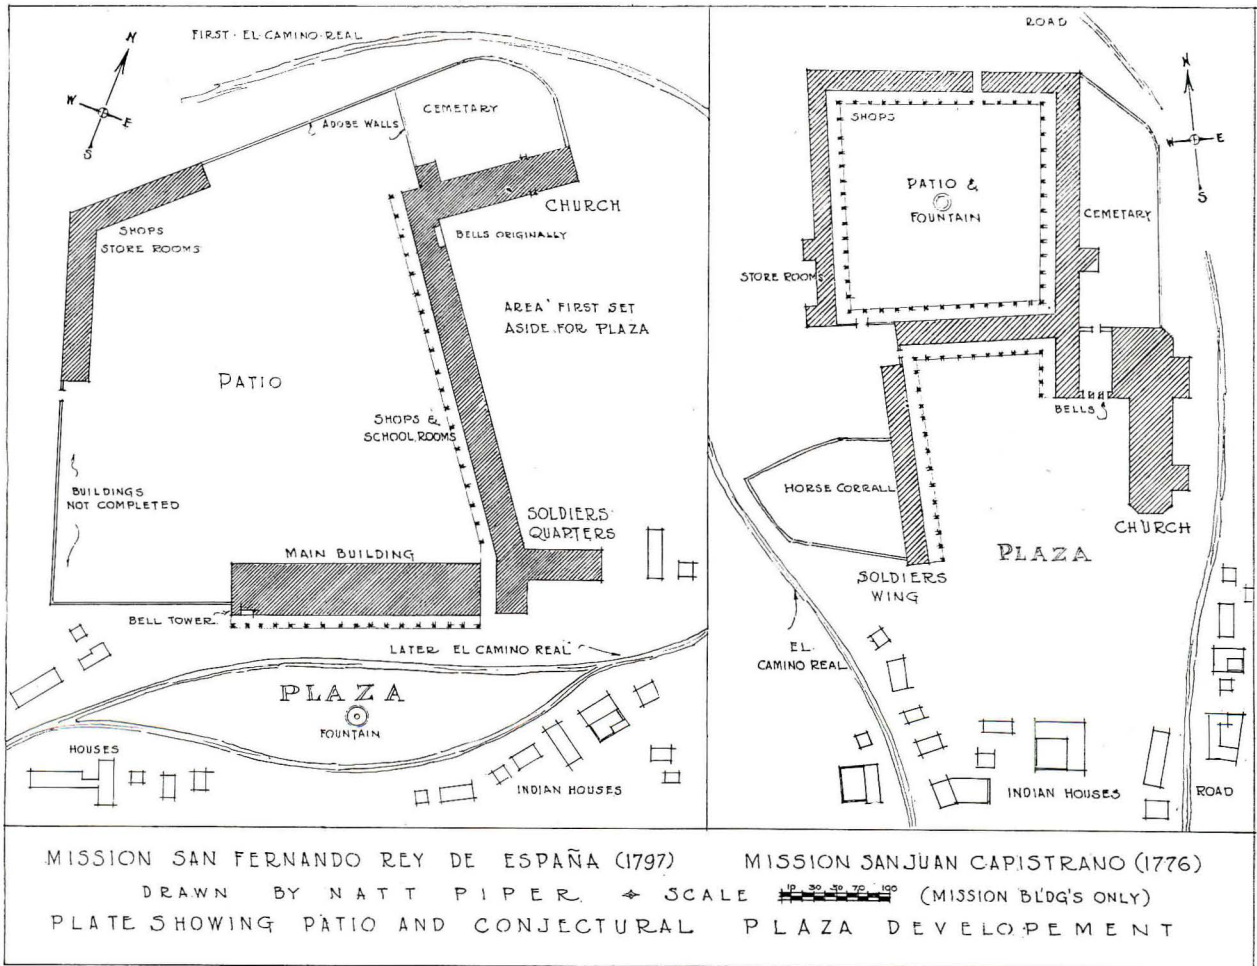 FIRST · EL · CAMINO · REAL
N
W
E
S
CEMETARY
ADOBE WALLS
CHURCH
SHOPS
STORE ROOMS
BELLS ORIGINALLY
AREA FIRST SET
ASIDE FOR PLAZA
PATIO
SHOPS &
SCHOOL ROOMS
BUILDINGS
NOT COMPLETED
SOLDIERS
QUARTERS
MAIN BUILDING
BELL TOWER
LATER EL CAMINO REAL
PLAZA
FOUNTAIN
HOUSES
INDIAN HOUSES
ROAD
N
W
E
S
SHOPS
PATIO &
FOUNTAIN
CEMETARY
STORE ROOMS
BELLS
HORSE CORRALL
CHURCH
PLAZA
SOLDIERS
WING
EL
CAMINO REAL
INDIAN HOUSES
ROAD
MISSION SAN FERNANDO REY DE ESPAÑA (1797)
MISSION SAN JUAN CAPISTRANO (1776)
DRAWN BY NATT PIPER. SCALE 10 30 50 70 100 (MISSION BL'DG'S ONLY)
PLATE SHOWING PATIO AND CONJECTURAL PLAZA DEVELOPEMENT